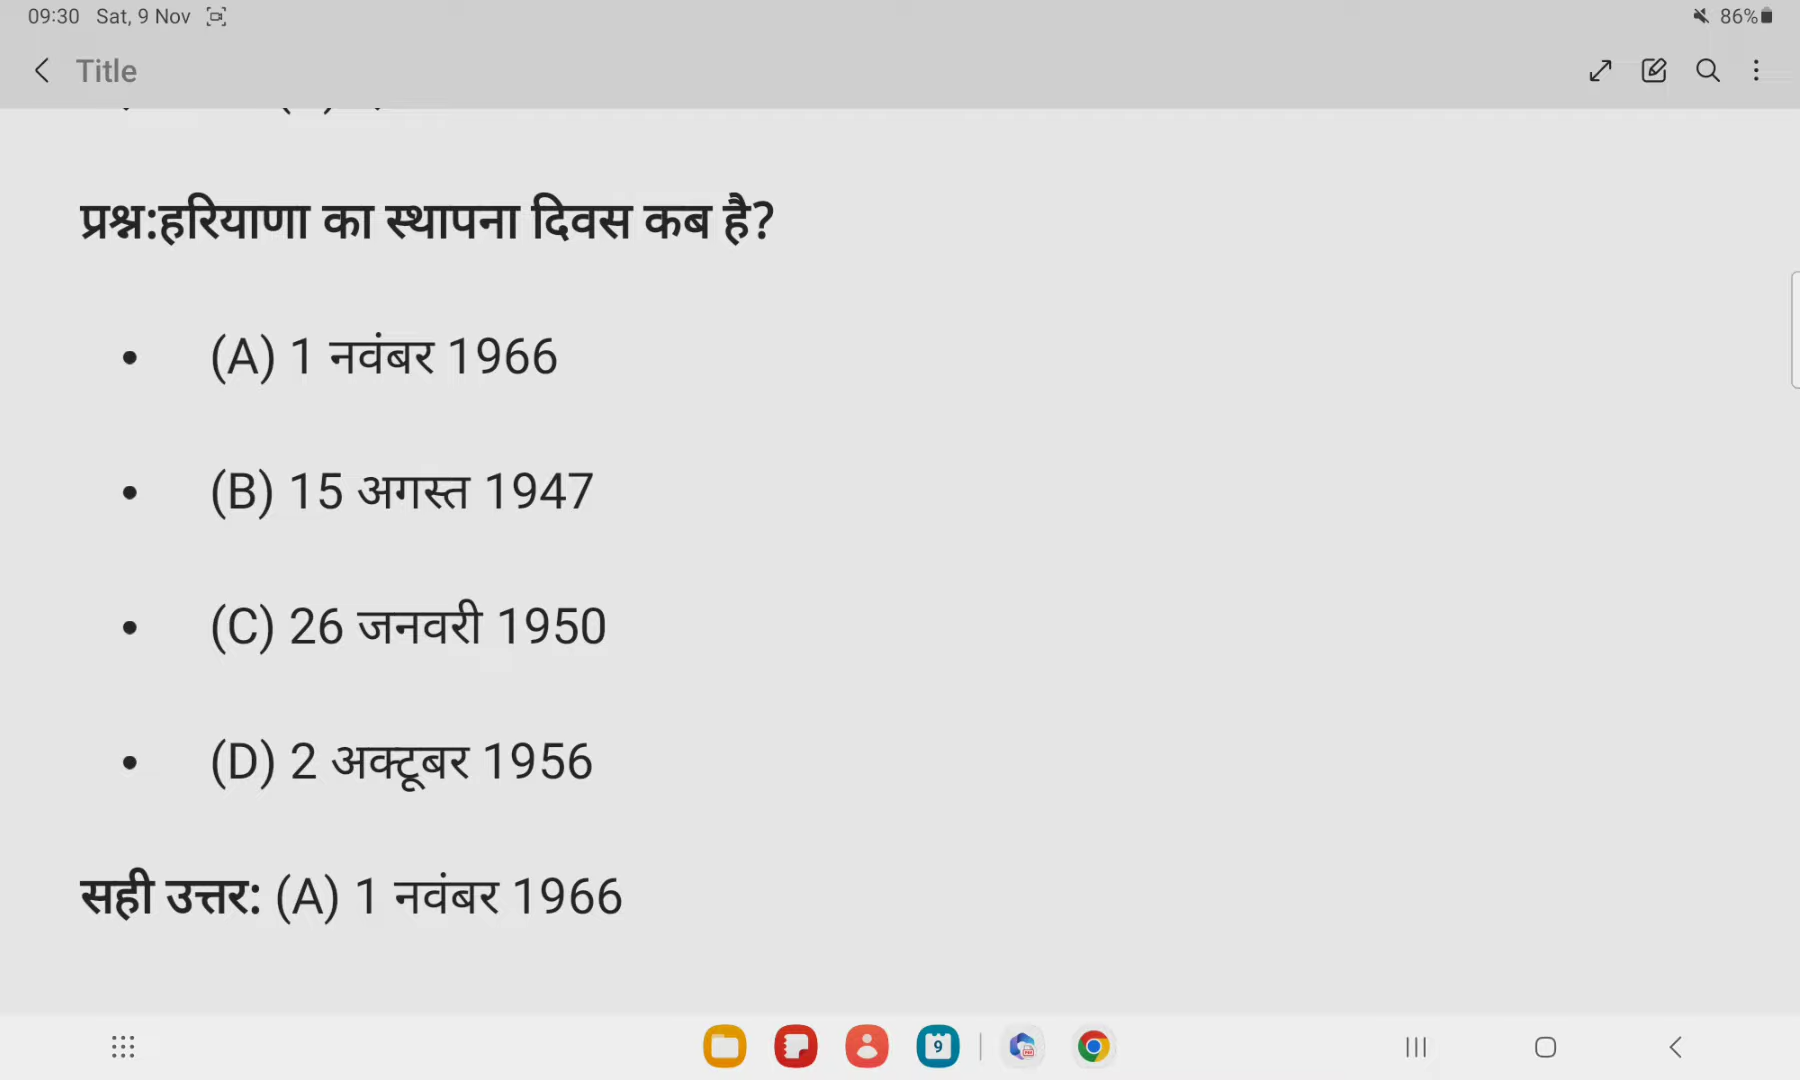 09:30 Sat, 9 Nov 86%
Title
प्रश्न:हरियाणा का स्थापना दिवस कब है?
• (A) 1 नवंबर 1966
• (B) 15 अगस्त 1947
• (C) 26 जनवरी 1950
• (D) 2 अक्टूबर 1956
सही उत्तर: (A) 1 नवंबर 1966
9